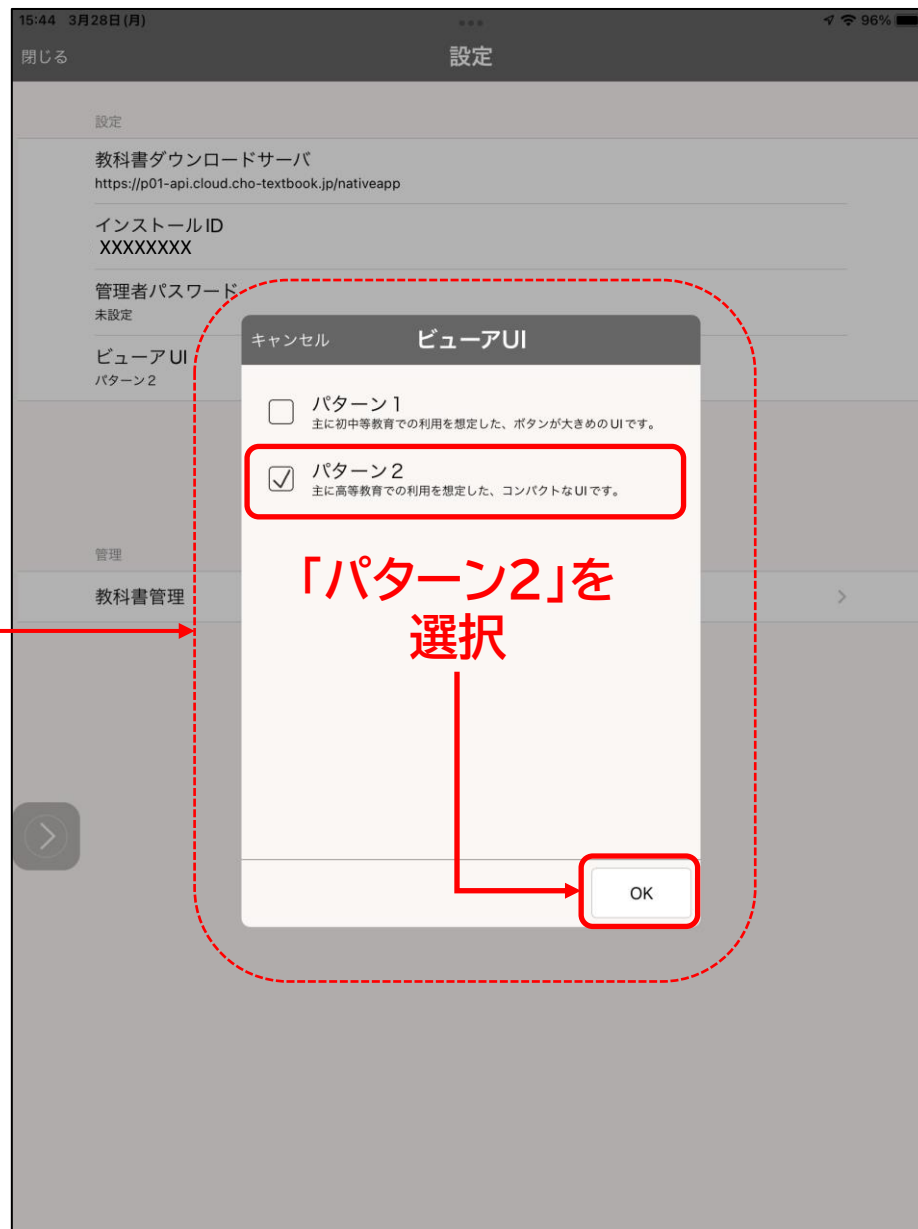 15:44 3月28日(月)
96%
閉じる
設定
設定
教科書ダウンロードサーバ
https://p01-api.cloud.cho-textbook.jp/nativeapp
インストールID
XXXXXXXX
管理者パスワード
未設定
ビューアUI
パターン2
キャンセル
ビューアUI
パターン1
主に初中等教育での利用を想定した、ボタンが大きめのUIです。
パターン2
主に高等教育での利用を想定した、コンパクトなUIです。
管理
教科書管理
「パターン2」を
選択
OK